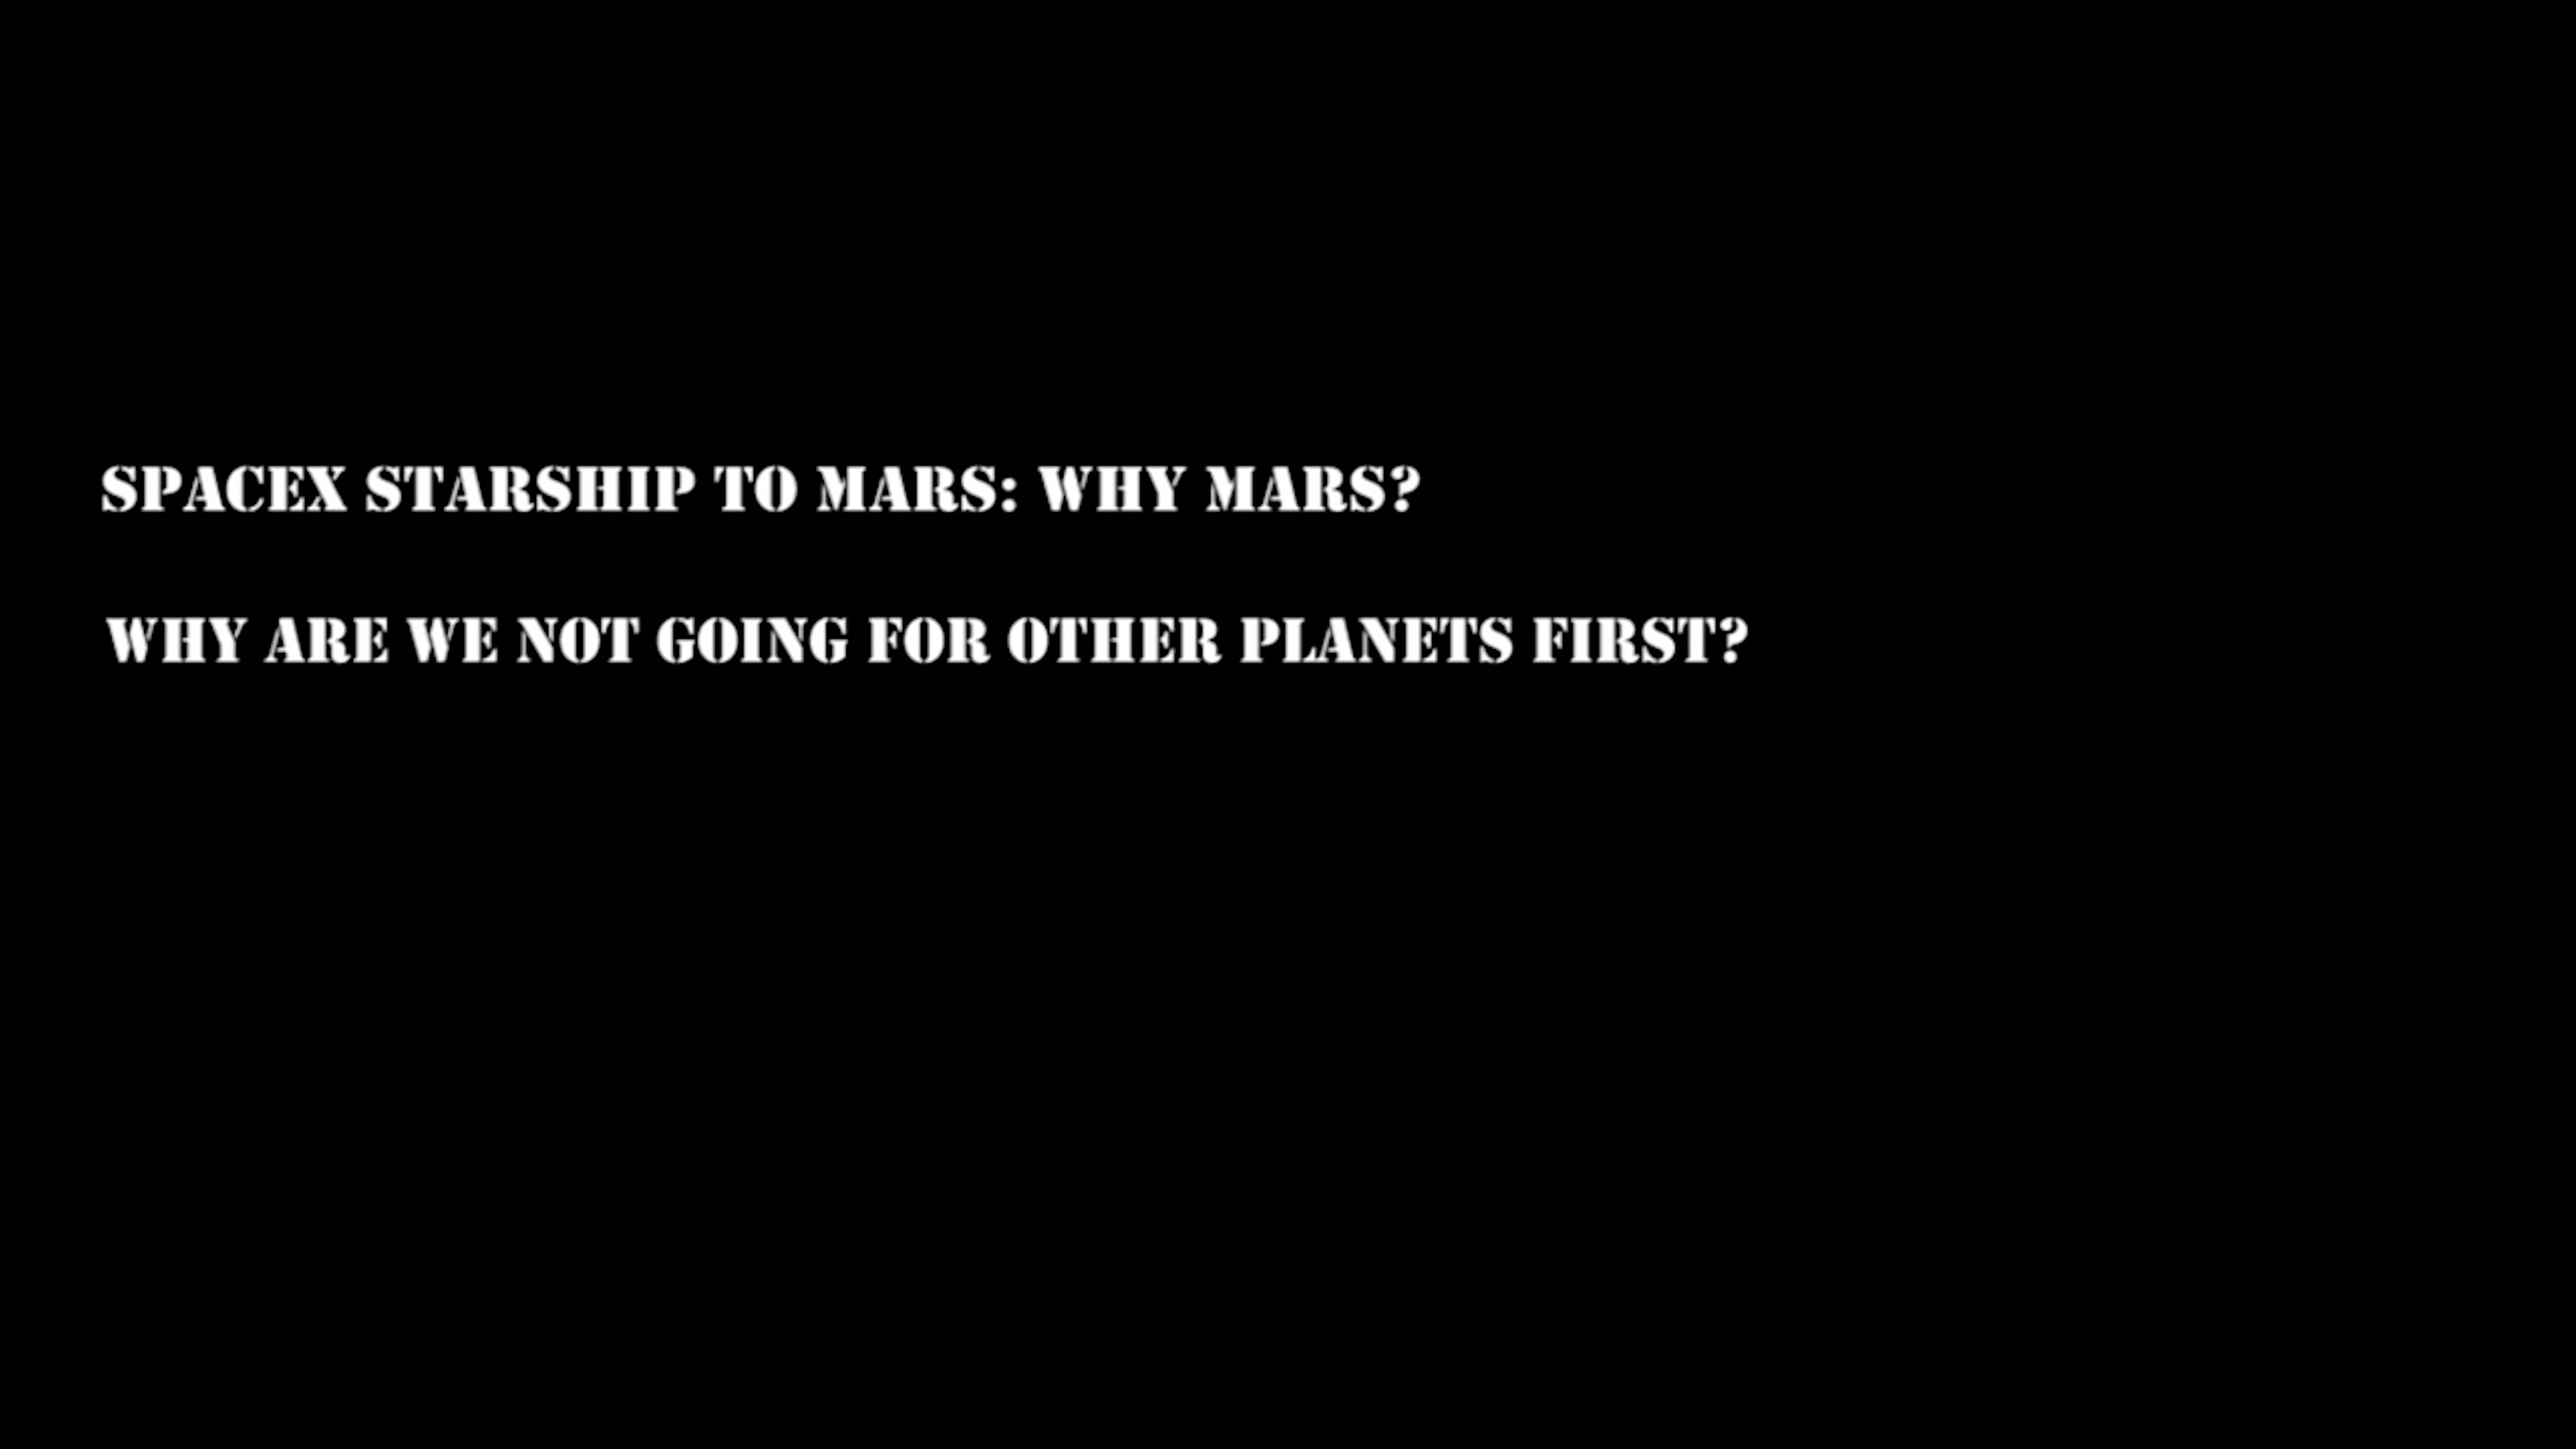 SPACEX STARSHIP TO MARS: WHY MARS?
WHY ARE WE NOT GOING FOR OTHER PLANETS FIRST?